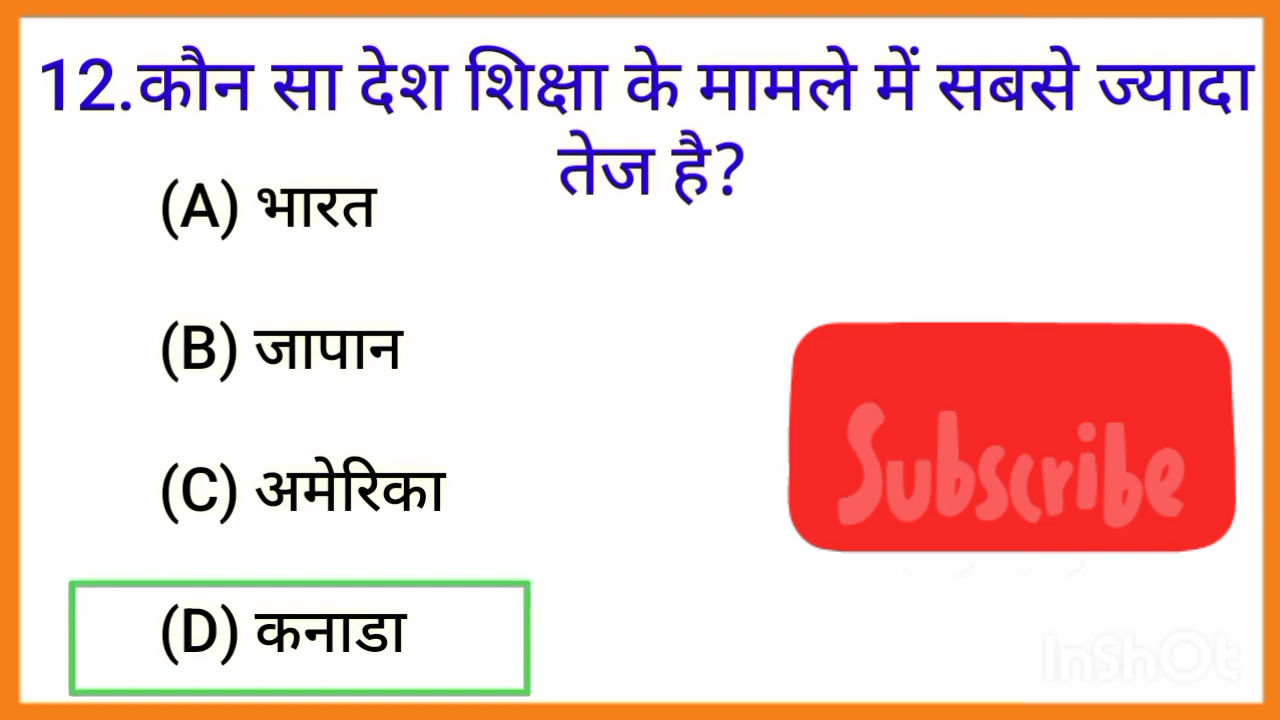 12.कौन सा देश शिक्षा के मामले में सबसे ज्यादा
तेज है?
(A) भारत
(B) जापान
(C) अमेरिका
(D) कनाडा
Subscribe
InShOt